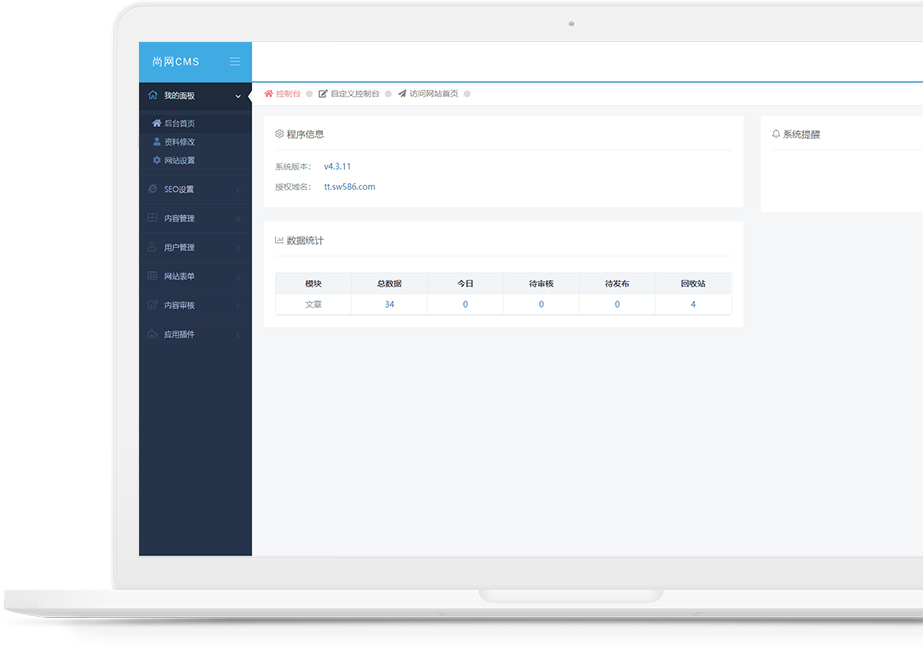 尚网CMS
我的面板
后台首页
资料修改
网站设置
SEO设置
内容管理
用户管理
网站表单
内容审核
应用插件
控制台 自定义控制台 访问网站首页
程序信息
系统版本: v4.3.11
授权域名: tt.sw586.com
系统提醒
数据统计
模块 总数据 今日 待审核 待发布 回收站
文章 34 0 0 0 4